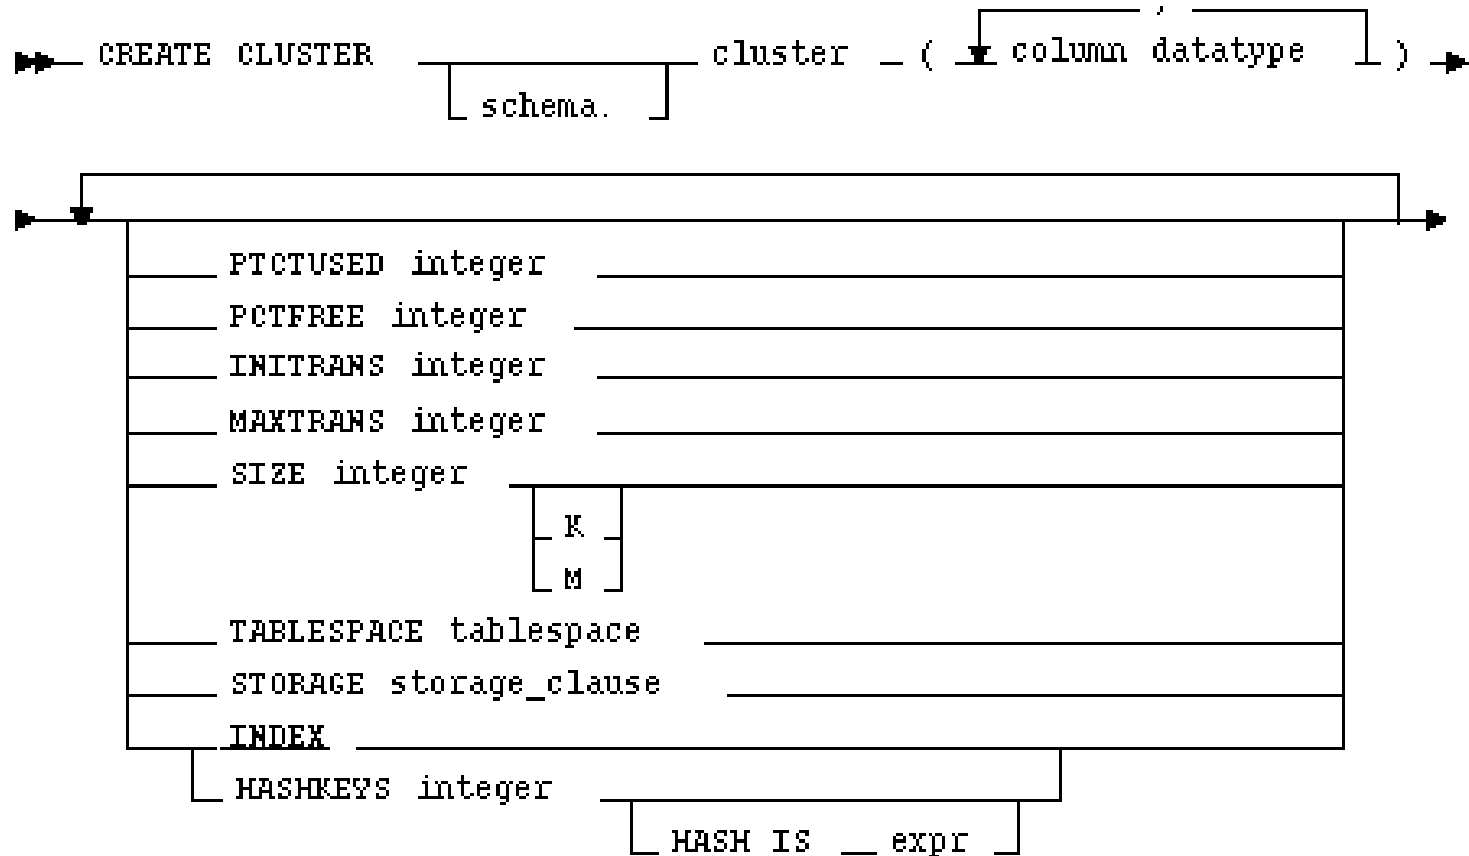 ,
CREATE CLUSTER cluster ( column datatype )
schema.
PTCTUSED integer
PCTFREE integer
INITRANS integer
MAXTRANS integer
SIZE integer
K
M
TABLESPACE tablespace
STORAGE storage_clause
INDEX
HASHKEYS integer
HASH IS expr